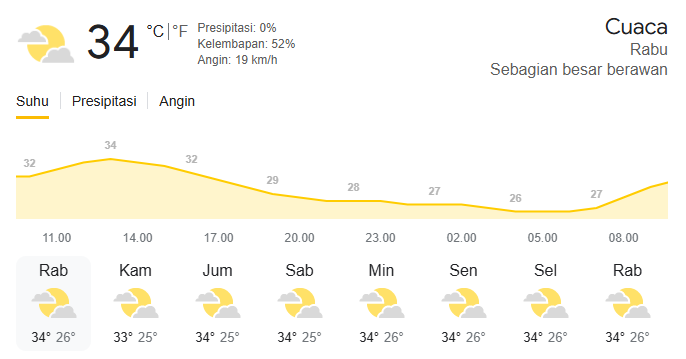 34 °C|°F
Presipitasi: 0%
Kelembapan: 52%
Angin: 19 km/h
Cuaca
Rabu
Sebagian besar berawan
Suhu | Presipitasi | Angin
32 34 32 29 28 27 26 27
11.00 14.00 17.00 20.00 23.00 02.00 05.00 08.00
Rab Kam Jum Sab Min Sen Sel Rab
34° 26° 33° 25° 34° 25° 34° 25° 34° 26° 34° 26° 34° 26° 34° 26°